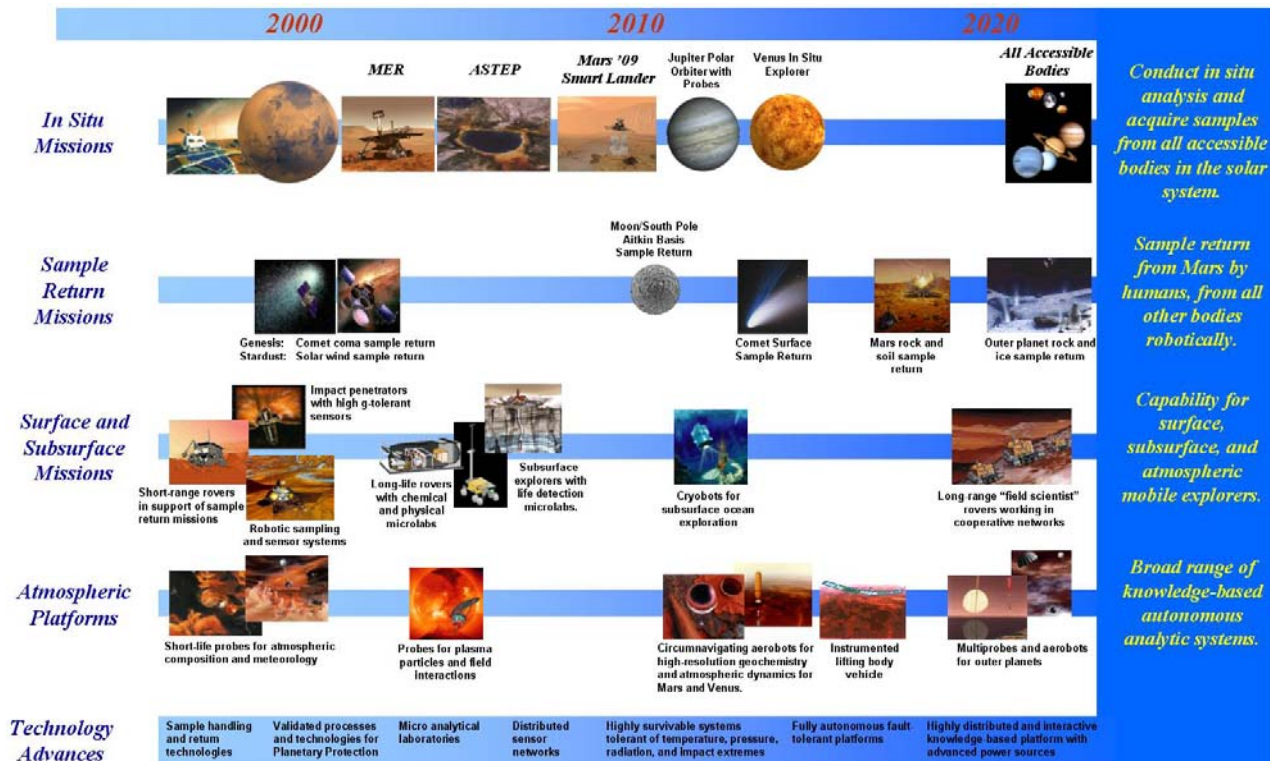 2000
2010
2020
In Situ
Missions
MER
ASTEP
Mars '09
Smart Lander
Jupiter Polar
Orbiter with
Probes
Venus In Situ
Explorer
All Accessible
Bodies
Conduct in situ
analysis and
acquire samples
from all accessible
bodies in the solar
system.
Sample
Return
Missions
Genesis: Comet coma sample return
Stardust: Solar wind sample return
Moon/South Pole
Aitkin Basis
Sample Return
Comet Surface
Sample Return
Mars rock and
soil sample
return
Outer planet rock and
ice sample return
Sample return
from Mars by
humans, from all
other bodies
robotically.
Surface and
Subsurface
Missions
Impact penetrators
with high g-tolerant
sensors
Short-range rovers
in support of sample
return missions
Robotic sampling
and sensor systems
Long-life rovers
with chemical
and physical
microlabs
Subsurface
explorers with
life detection
microlabs.
Cryobots for
subsurface ocean
exploration
Long-range "field scientist"
rovers working in
cooperative networks
Capability for
surface,
subsurface, and
atmospheric
mobile explorers.
Atmospheric
Platforms
Short-life probes for atmospheric
composition and meteorology
Probes for plasma
particles and field
interactions
Circumnavigating aerobots for
high-resolution geochemistry
and atmospheric dynamics for
Mars and Venus.
Instrumented
lifting body
vehicle
Multiprobes and aerobots
for outer planets
Broad range of
knowledge-based
autonomous
analytic systems.
Technology
Advances
Sample handling
and return
technologies
Validated processes
and technologies for
Planetary Protection
Micro analytical
laboratories
Distributed
sensor
networks
Highly survivable systems
tolerant of temperature, pressure,
radiation, and impact extremes
Fully autonomous fault-
tolerant platforms
Highly distributed and interactive
knowledge-based platform with
advanced power sources